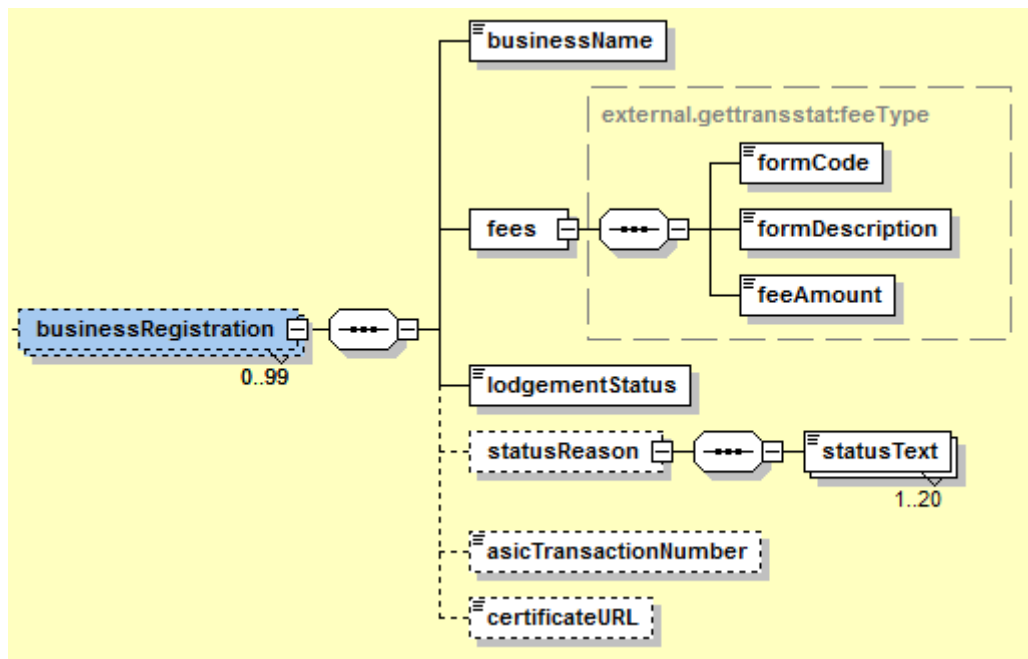 businessName
external.gettransstat:feeType
formCode
fees
formDescription
feeAmount
businessRegistration
0..99
lodgementStatus
statusReason
statusText
1..20
asicTransactionNumber
certificateURL